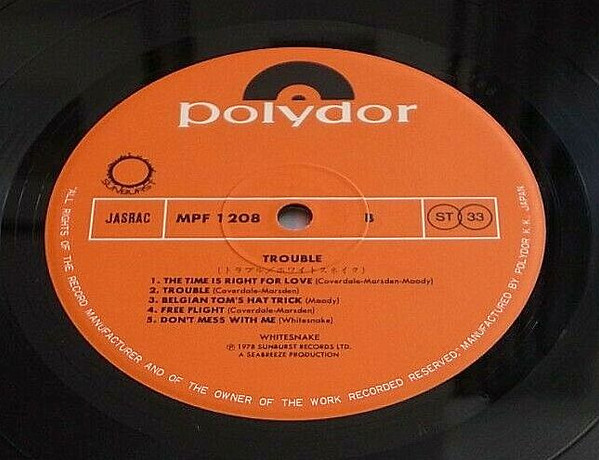 polydor
SUNBURST
JASRAC
MPF 1208
B
ST 33
TROUBLE
(トラブル/ホワイトスネイク)
1. THE TIME IS RIGHT FOR LOVE (Coverdale-Marsden-Moody)
2. TROUBLE (Coverdale-Marsden)
3. BELGIAN TOM'S HAT TRICK (Moody)
4. FREE FLIGHT (Coverdale-Marsden)
5. DON'T MESS WITH ME (Whitesnake)
WHITESNAKE
Ⓟ 1978 SUNBURST RECORDS LTD.
A SEABREEZE PRODUCTION
"ALL RIGHTS OF THE RECORD MANUFACTURER AND OF THE OWNER OF THE WORK RECORDED RESERVED." MANUFACTURED BY POLYDOR K.K., JAPAN